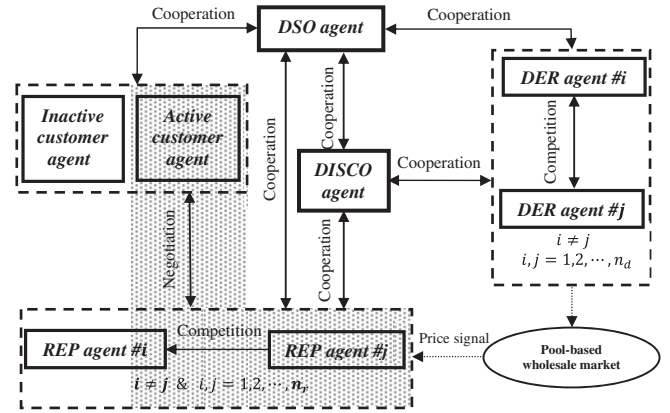 Cooperation
DSO agent
Cooperation
Inactive
customer
agent
Active
customer
agent
Cooperation
Cooperation
DISCO
agent
Cooperation
DER agent #i
Competition
DER agent #j
i ≠ j
i, j = 1,2, ⋯ , n_d
Negotiation
Cooperation
REP agent #i
Competition
REP agent #j
i ≠ j & i, j = 1,2, ⋯ , n_r
Price signal
Pool-based
wholesale market